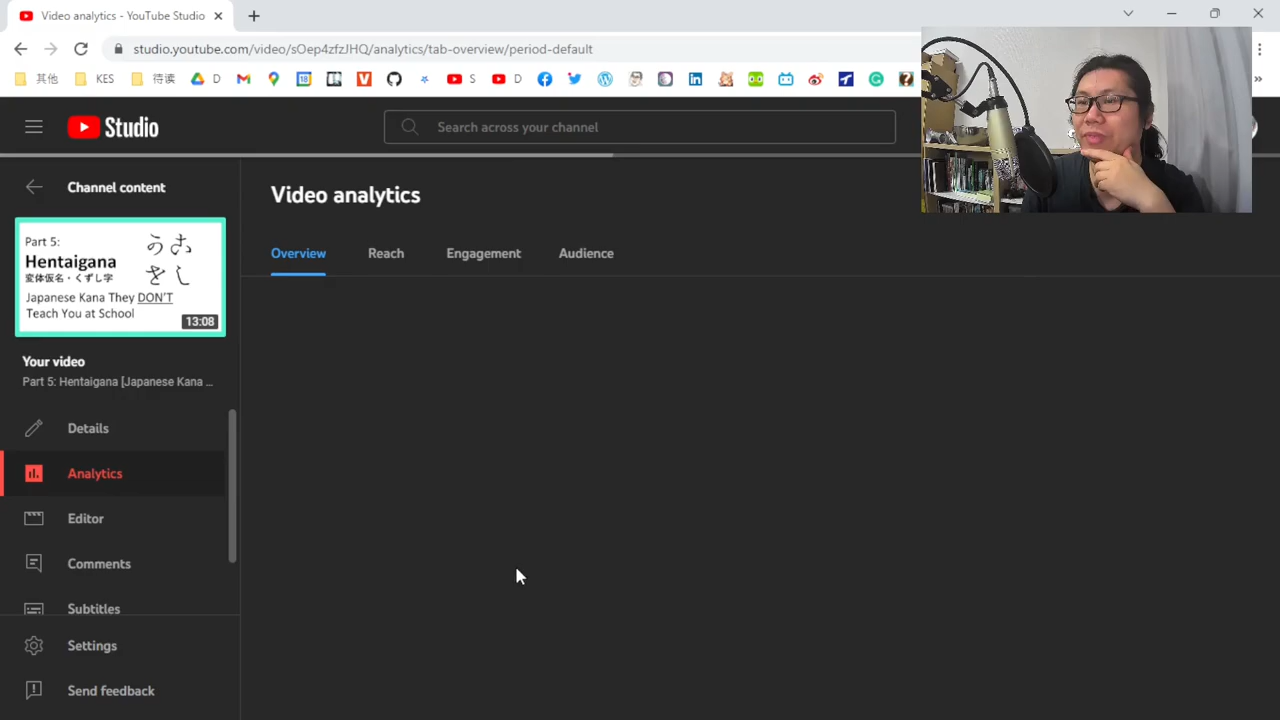 Video analytics - YouTube Studio
studio.youtube.com/video/sOep4zfzJHQ/analytics/tab-overview/period-default
其他 KES 待读 D S D
Studio
Search across your channel
Channel content
Part 5:
Hentaigana
変体仮名・くずし字
Japanese Kana They DON'T
Teach You at School
13:08
Your video
Part 5: Hentaigana [Japanese Kana ...
Details
Analytics
Editor
Comments
Subtitles
Settings
Send feedback
Video analytics
Overview Reach Engagement Audience